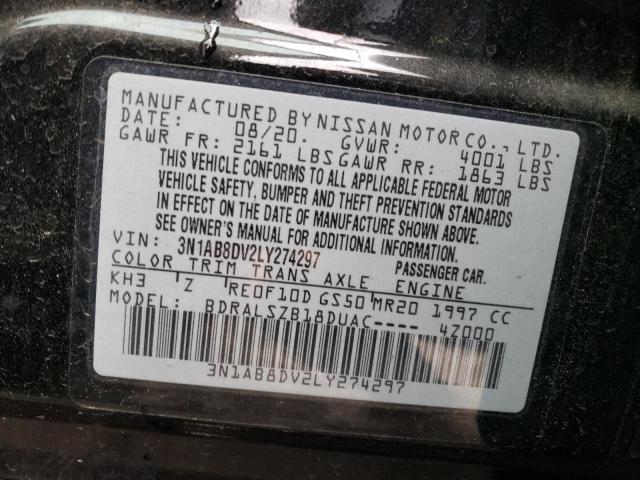 MANUFACTURED BY NISSAN MOTOR CO., LTD.
DATE: 08/20. GVWR: 4001 LBS
GAWR FR: 2161 LBS GAWR RR: 1863 LBS
THIS VEHICLE CONFORMS TO ALL APPLICABLE FEDERAL MOTOR
VEHICLE SAFETY, BUMPER AND THEFT PREVENTION STANDARDS
IN EFFECT ON THE DATE OF MANUFACTURE SHOWN ABOVE.
SEE OWNER'S MANUAL FOR ADDITIONAL INFORMATION.
VIN: 3N1AB8DV2LY274297 PASSENGER CAR.
COLOR TRIM TRANS AXLE ENGINE
KH3 Z RE0F10D GS50 MR20 1997 CC
MODEL: BDRALSZB18DUAC---- 4Z000
3N1AB8DV2LY274297